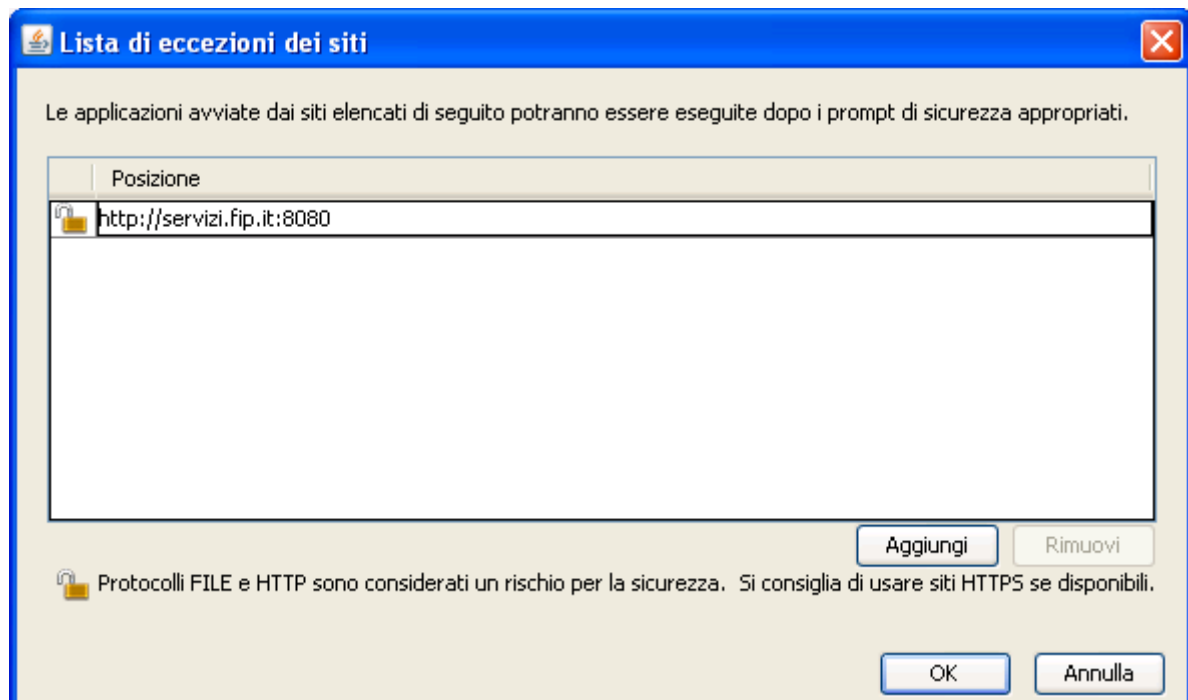 Lista di eccezioni dei siti
Le applicazioni avviate dai siti elencati di seguito potranno essere eseguite dopo i prompt di sicurezza appropriati.
Posizione
http://servizi.fip.it:8080
Aggiungi
Rimuovi
Protocolli FILE e HTTP sono considerati un rischio per la sicurezza.  Si consiglia di usare siti HTTPS se disponibili.
OK
Annulla